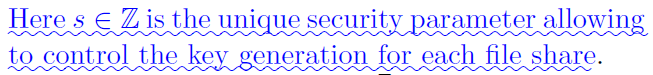 Here s ∈ ℤ is the unique security parameter allowing
to control the key generation for each file share.